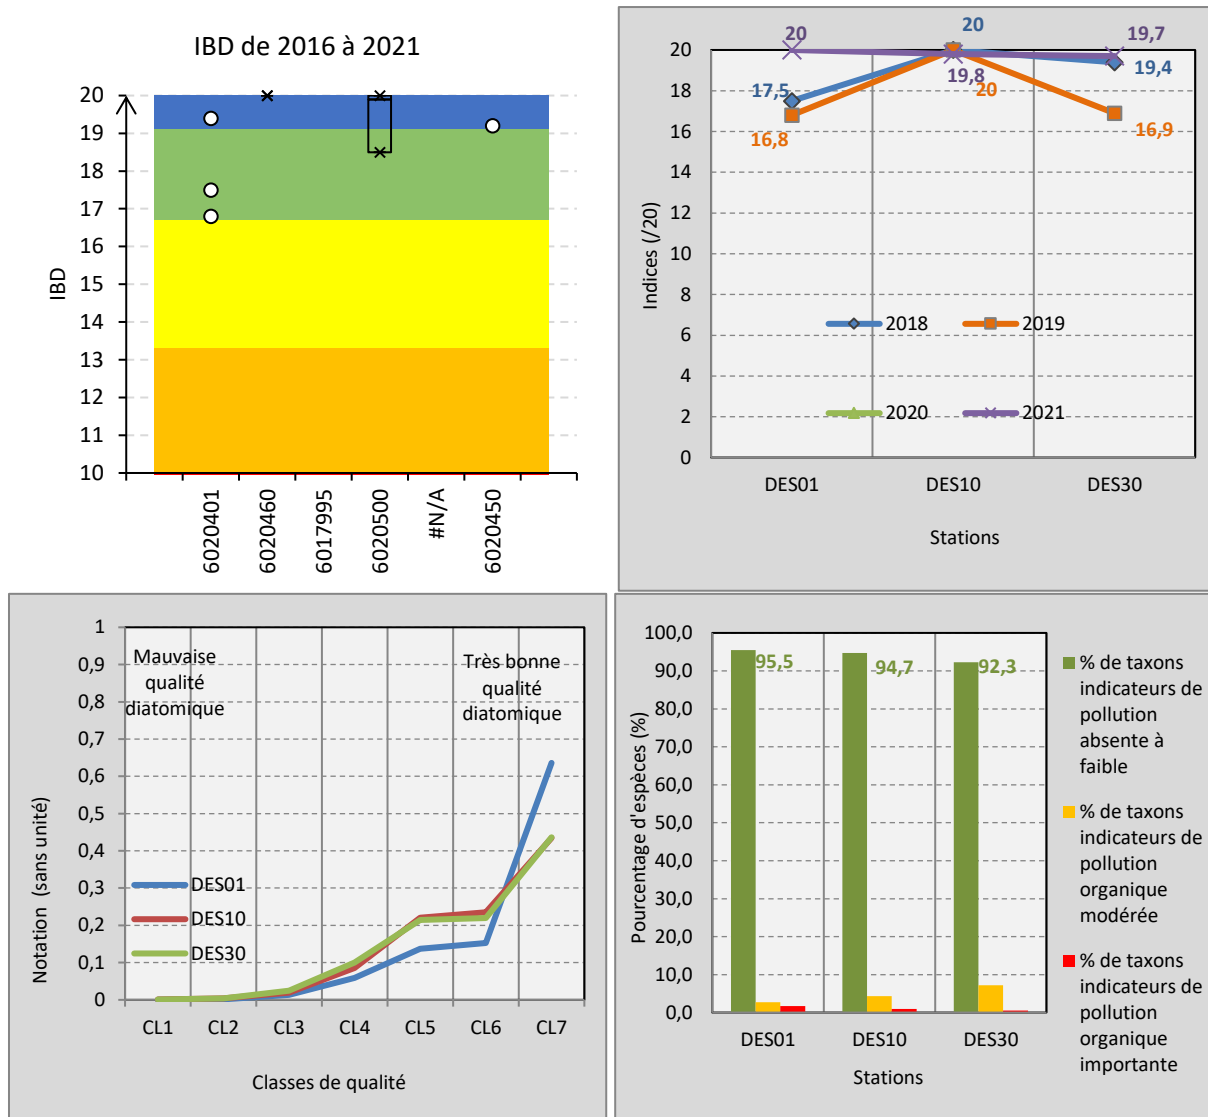 IBD de 2016 à 2021
20
19
18
17
16
15
14
13
12
11
10
IBD
6020401
6020460
6017995
6020500
#N/A
6020450
20
20
19,7
20
18
16
14
12
10
8
6
4
2
0
17,5
19,8
19,4
20
16,8
16,9
Indices (/20)
2018
2019
2020
2021
DES01
DES10
DES30
Stations
1
0,9
0,8
0,7
0,6
0,5
0,4
0,3
0,2
0,1
0
Mauvaise
qualité
diatomique
Très bonne
qualité
diatomique
Notation (sans unité)
DES01
DES10
DES30
CL1
CL2
CL3
CL4
CL5
CL6
CL7
Classes de qualité
100,0
90,0
80,0
70,0
60,0
50,0
40,0
30,0
20,0
10,0
0,0
95,5
94,7
92,3
Pourcentage d'espèces (%)
DES01
DES10
DES30
Stations
% de taxons
indicateurs de
pollution
absente à
faible
% de taxons
indicateurs de
pollution
organique
modérée
% de taxons
indicateurs de
pollution
organique
importante